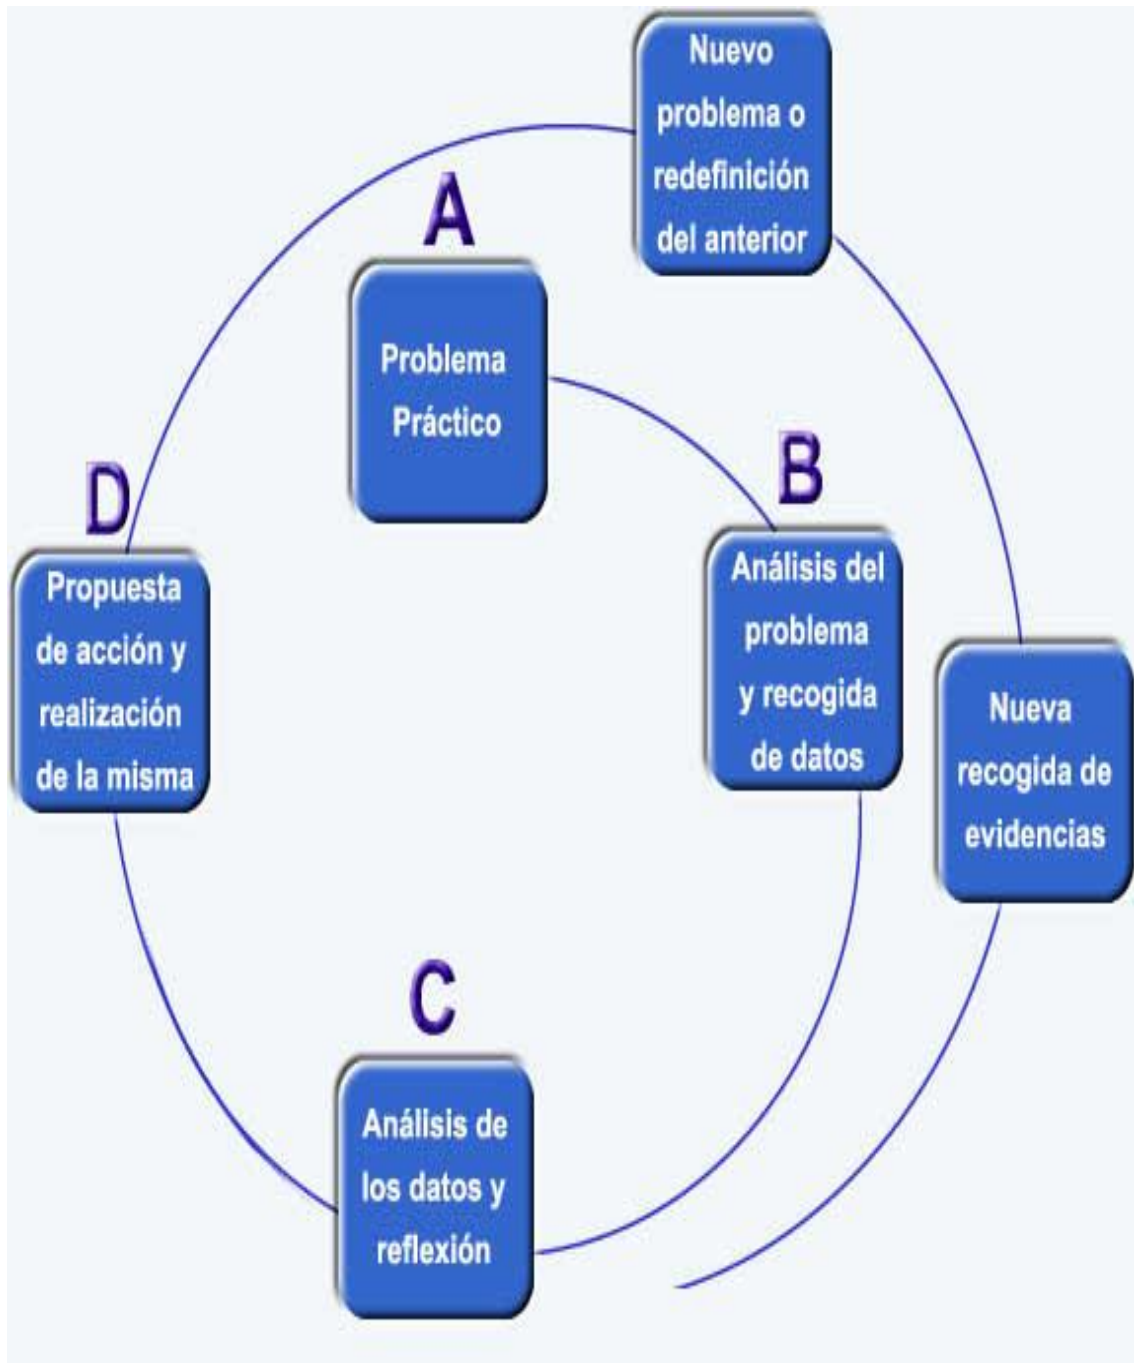 A
Problema
Práctico
B
Análisis del
problema
y recogida
de datos
C
Análisis de
los datos y
reflexión
D
Propuesta
de acción y
realización
de la misma
Nuevo
problema o
redefinición
del anterior
Nueva
recogida de
evidencias